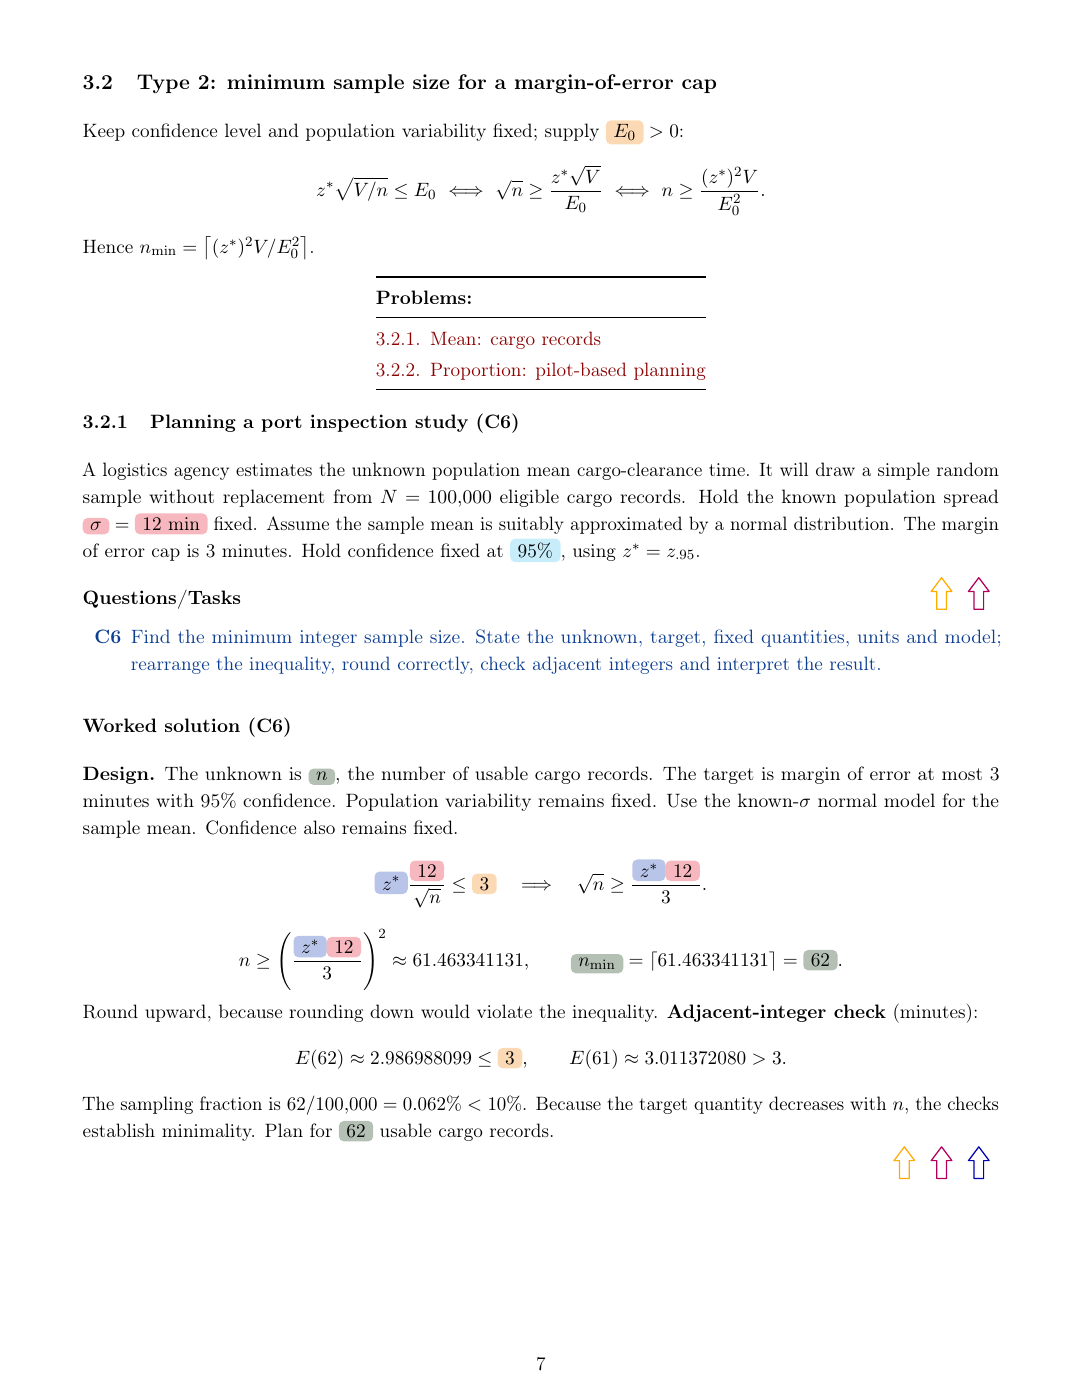 3.2 Type 2: minimum sample size for a margin-of-error cap
Keep confidence level and population variability fixed; supply E₀ > 0:
z*√(V/n) ≤ E₀ ⟺ √n ≥ z*√V / E₀ ⟺ n ≥ (z*)²V / E₀².
Hence n_min = ⌈(z*)²V/E₀²⌉.
Problems:
3.2.1. Mean: cargo records
3.2.2. Proportion: pilot-based planning
3.2.1 Planning a port inspection study (C6)
A logistics agency estimates the unknown population mean cargo-clearance time. It will draw a simple random
sample without replacement from N = 100,000 eligible cargo records. Hold the known population spread
σ = 12 min fixed. Assume the sample mean is suitably approximated by a normal distribution. The margin
of error cap is 3 minutes. Hold confidence fixed at 95%, using z* = z.₉₅.
Questions/Tasks
C6 Find the minimum integer sample size. State the unknown, target, fixed quantities, units and model;
rearrange the inequality, round correctly, check adjacent integers and interpret the result.
Worked solution (C6)
Design. The unknown is n, the number of usable cargo records. The target is margin of error at most 3
minutes with 95% confidence. Population variability remains fixed. Use the known-σ normal model for the
sample mean. Confidence also remains fixed.
z* 12/√n ≤ 3 ⟹ √n ≥ z* 12 / 3.
n ≥ (z* 12 / 3)² ≈ 61.463341131, n_min = ⌈61.463341131⌉ = 62.
Round upward, because rounding down would violate the inequality. Adjacent-integer check (minutes):
E(62) ≈ 2.986988099 ≤ 3, E(61) ≈ 3.011372080 > 3.
The sampling fraction is 62/100,000 = 0.062% < 10%. Because the target quantity decreases with n, the checks
establish minimality. Plan for 62 usable cargo records.
7